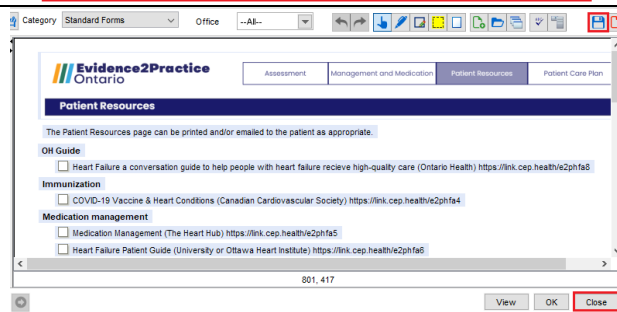 Category Standard Forms Office --All--
Evidence2Practice
Ontario
Assessment Management and Medication Patient Resources Patient Care Plan
Patient Resources
The Patient Resources page can be printed and/or emailed to the patient as appropriate.
OH Guide
Heart Failure a conversation guide to help people with heart failure recieve high-quality care (Ontario Health) https://link.cep.health/e2phfa8
Immunization
COVID-19 Vaccine & Heart Conditions (Canadian Cardiovascular Society) https://link.cep.health/e2phfa4
Medication management
Medication Management (The Heart Hub) https://link.cep.health/e2phfa5
Heart Failure Patient Guide (University or Ottawa Heart Institute) https://link.cep.health/e2phfa6
801, 417
View OK Close